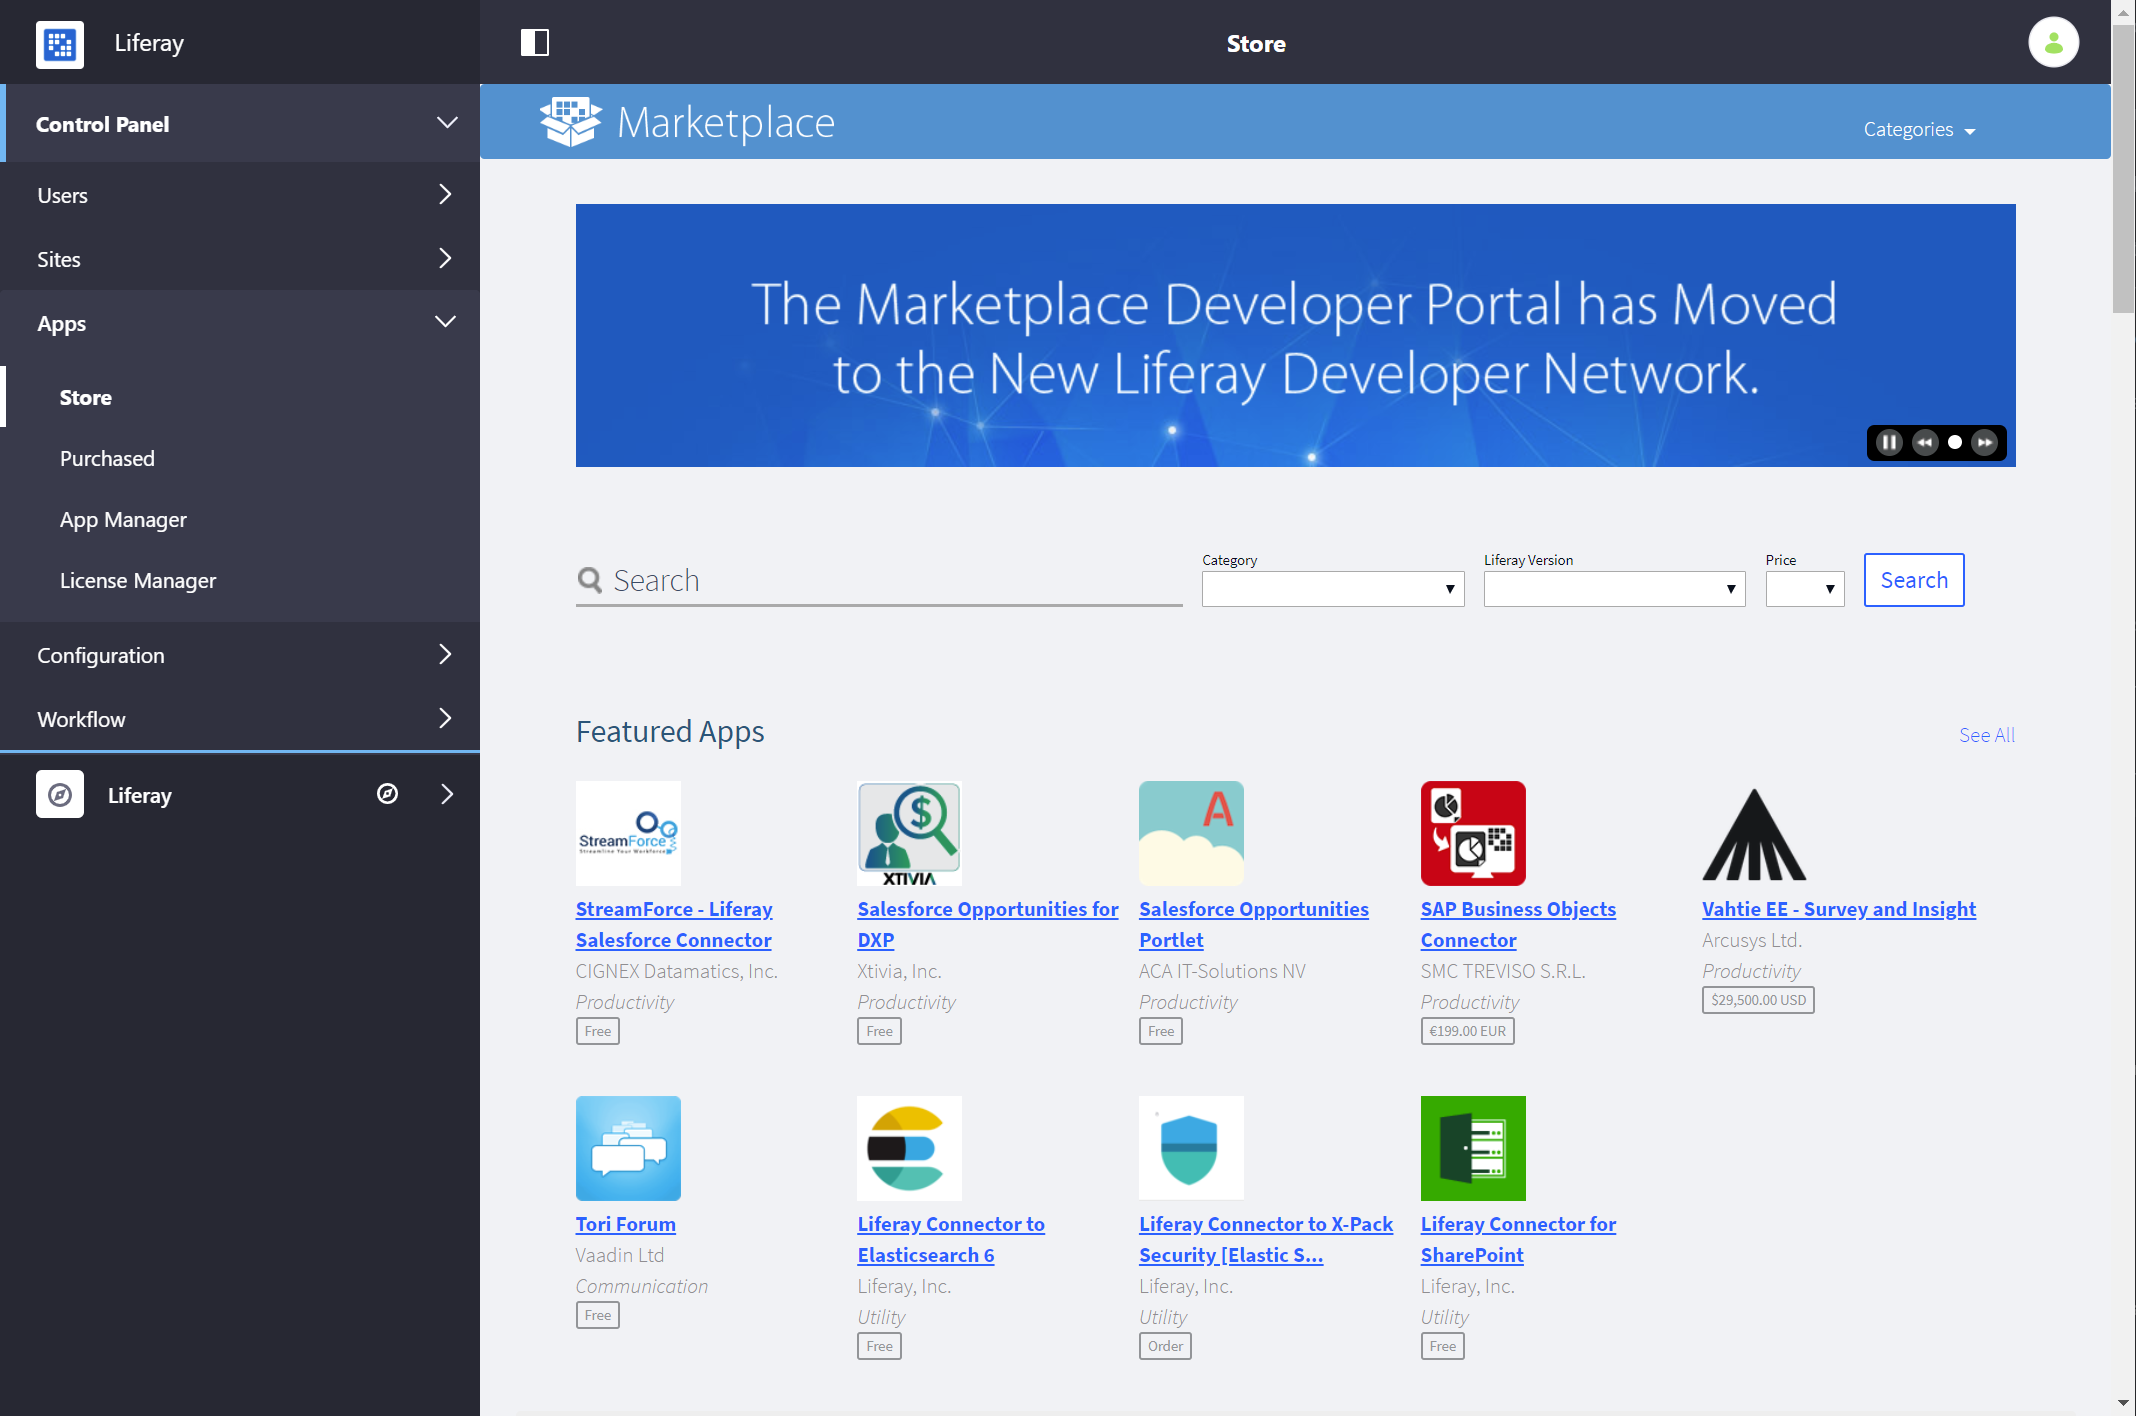 Liferay
Store
Control Panel
Users
Sites
Apps
Store
Purchased
App Manager
License Manager
Configuration
Workflow
Liferay
Marketplace
Categories
The Marketplace Developer Portal has Moved
to the New Liferay Developer Network.
Search
Category
Liferay Version
Price
Search
Featured Apps
See All
StreamForce
Streamline Your Workforce
StreamForce - Liferay
Salesforce Connector
CIGNEX Datamatics, Inc.
Productivity
Free
$
XTIVIA
Salesforce Opportunities for
DXP
Xtivia, Inc.
Productivity
Free
A
Salesforce Opportunities
Portlet
ACA IT-Solutions NV
Productivity
Free
SAP Business Objects
Connector
SMC TREVISO S.R.L.
Productivity
€199.00 EUR
Vahtie EE - Survey and Insight
Arcusys Ltd.
Productivity
$29,500.00 USD
Tori Forum
Vaadin Ltd
Communication
Free
Liferay Connector to
Elasticsearch 6
Liferay, Inc.
Utility
Free
Liferay Connector to X-Pack
Security [Elastic S...
Liferay, Inc.
Utility
Order
Liferay Connector for
SharePoint
Liferay, Inc.
Utility
Free